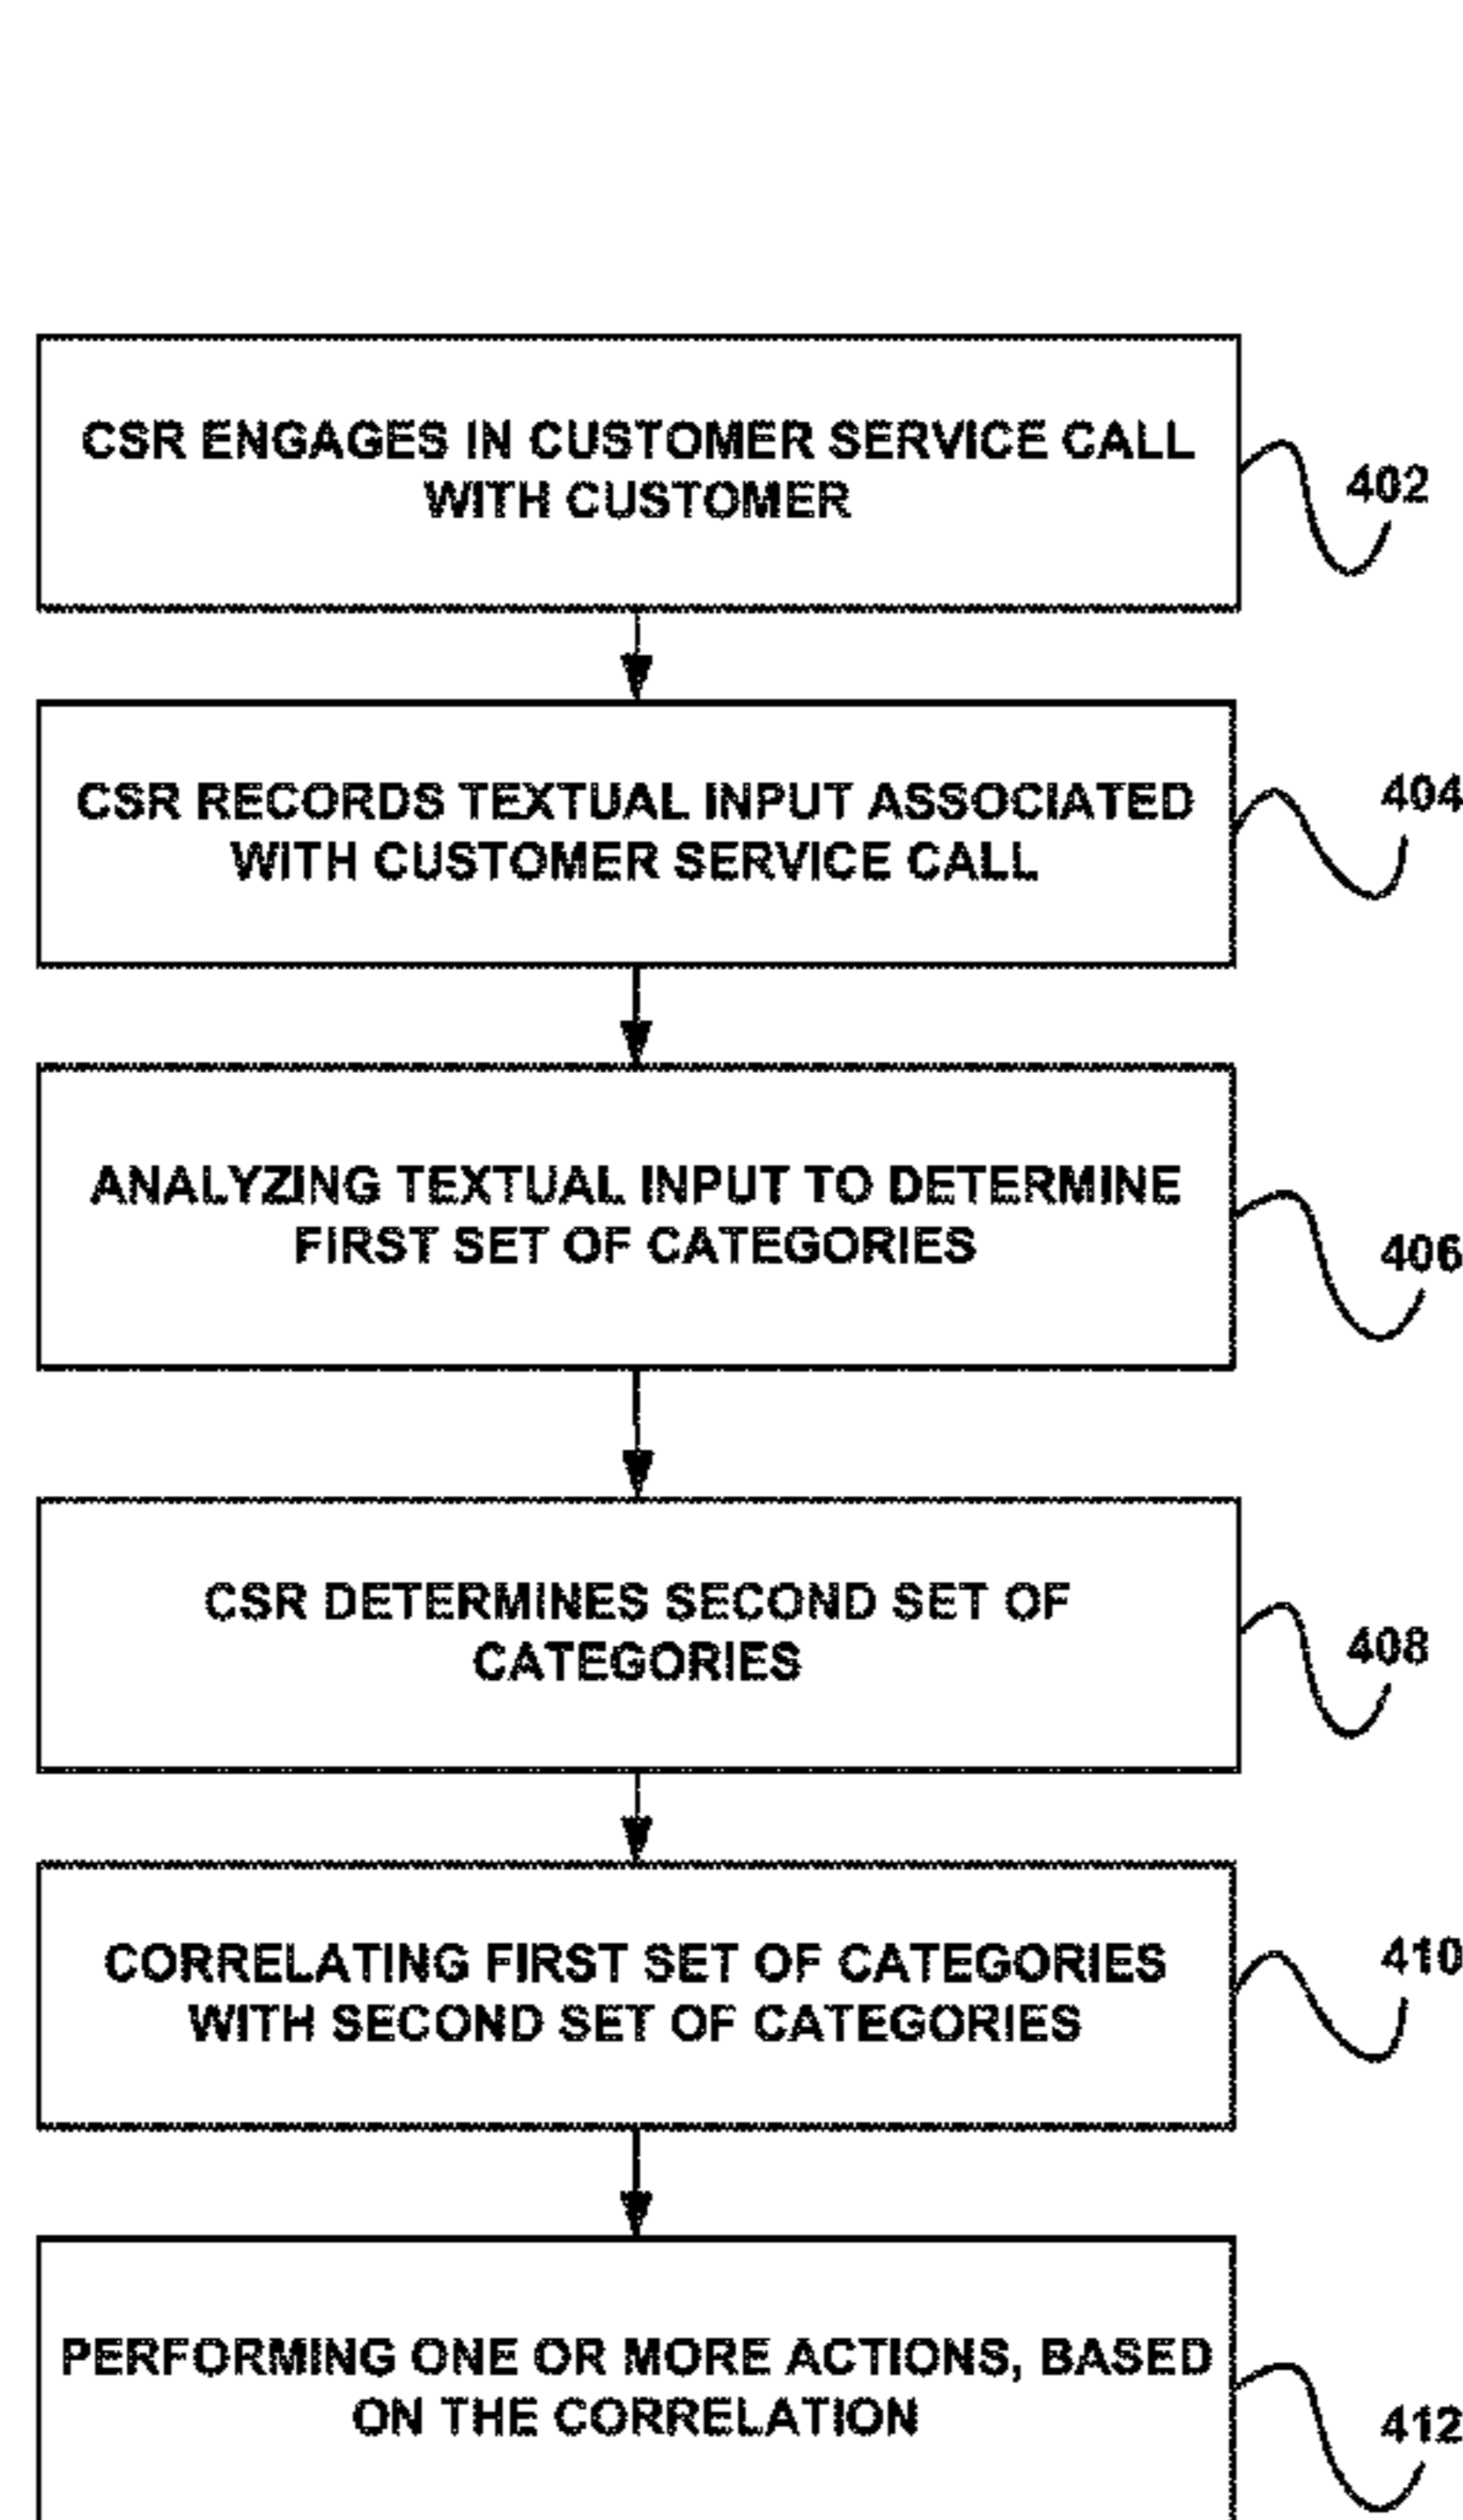 CSR ENGAGES IN CUSTOMER SERVICE CALL
WITH CUSTOMER
402
CSR RECORDS TEXTUAL INPUT ASSOCIATED
WITH CUSTOMER SERVICE CALL
404
ANALYZING TEXTUAL INPUT TO DETERMINE
FIRST SET OF CATEGORIES
406
CSR DETERMINES SECOND SET OF
CATEGORIES
408
CORRELATING FIRST SET OF CATEGORIES
WITH SECOND SET OF CATEGORIES
410
PERFORMING ONE OR MORE ACTIONS, BASED
ON THE CORRELATION
412